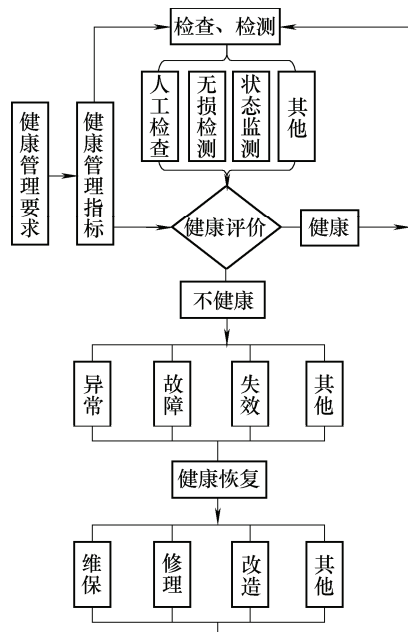 检查、检测
人工检查
无损检测
状态监测
其他
健康管理要求
健康管理指标
健康评价
健康
不健康
异常
故障
失效
其他
健康恢复
维保
修理
改造
其他